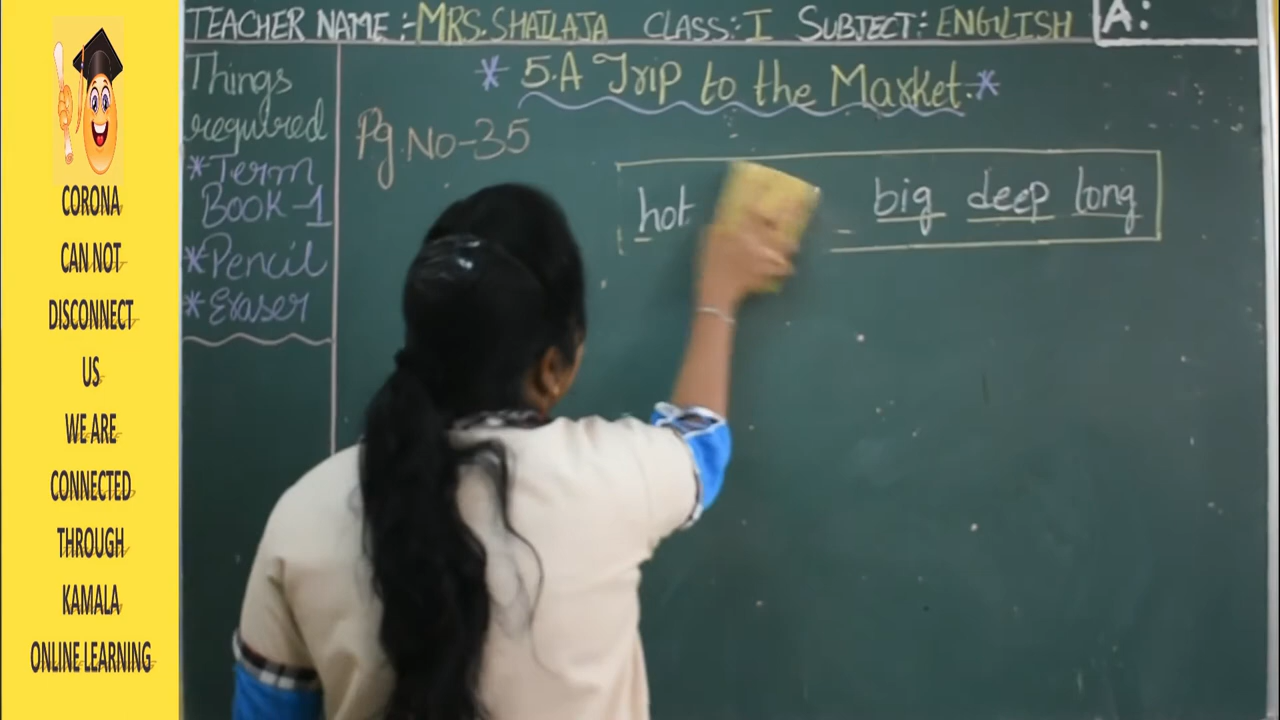 CORONA
CAN NOT
DISCONNECT
US
WE ARE
CONNECTED
THROUGH
KAMALA
ONLINE LEARNING
TEACHER NAME :- MRS. SHAILAJA CLASS:- I SUBJECT:- ENGLISH
A:
Things
required
*Term
Book-1
*Pencil
*Eraser
* 5. A Trip to the Market. *
Pg. No-35
hot big deep long